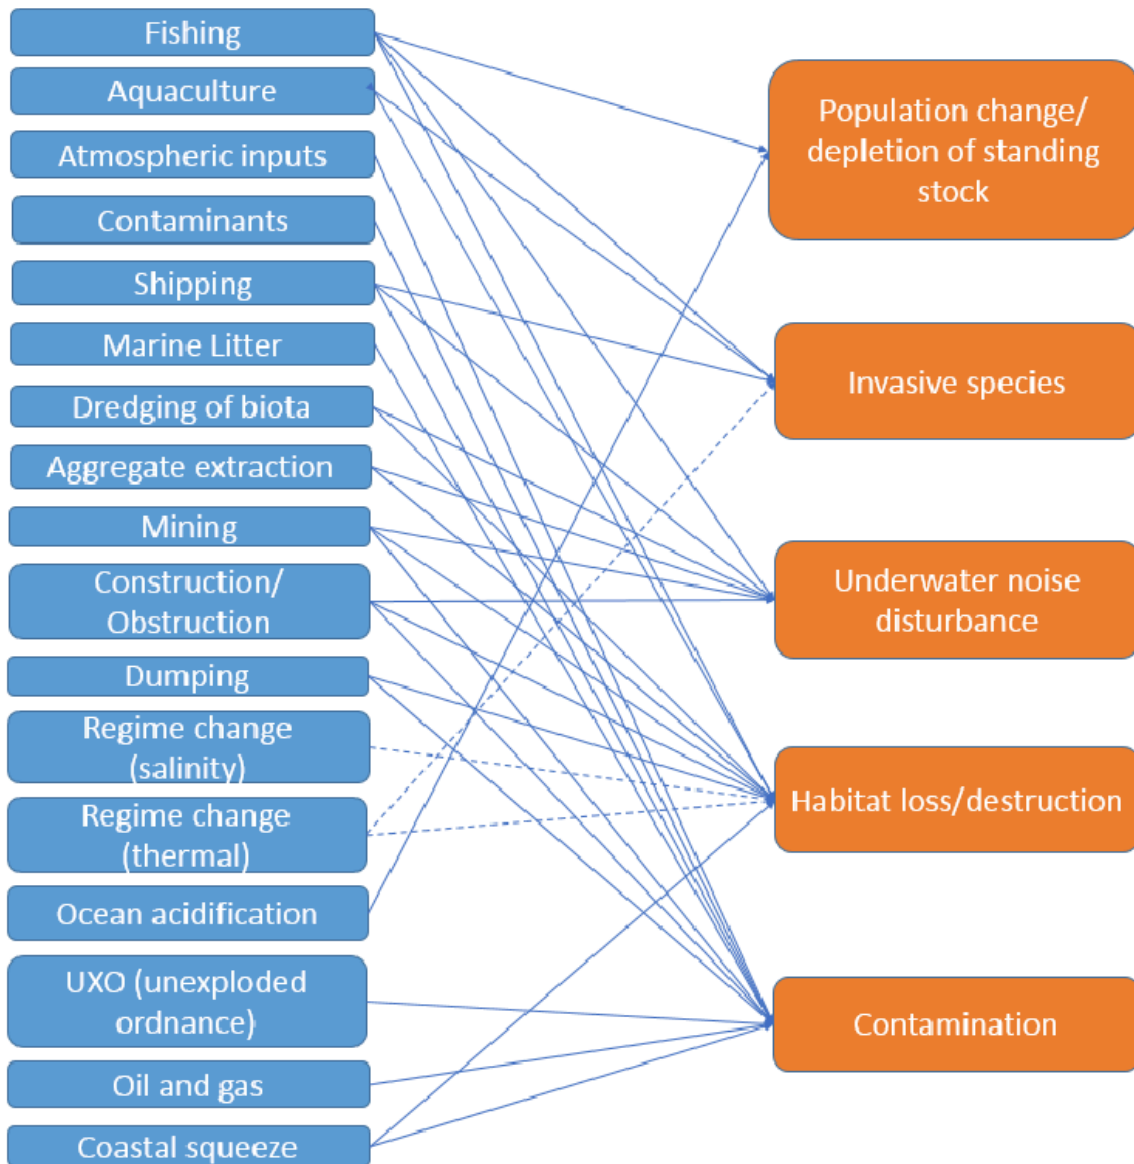 Fishing
Aquaculture
Atmospheric inputs
Contaminants
Shipping
Marine Litter
Dredging of biota
Aggregate extraction
Mining
Construction/
Obstruction
Dumping
Regime change
(salinity)
Regime change
(thermal)
Ocean acidification
UXO (unexploded
ordnance)
Oil and gas
Coastal squeeze
Population change/
depletion of standing
stock
Invasive species
Underwater noise
disturbance
Habitat loss/destruction
Contamination